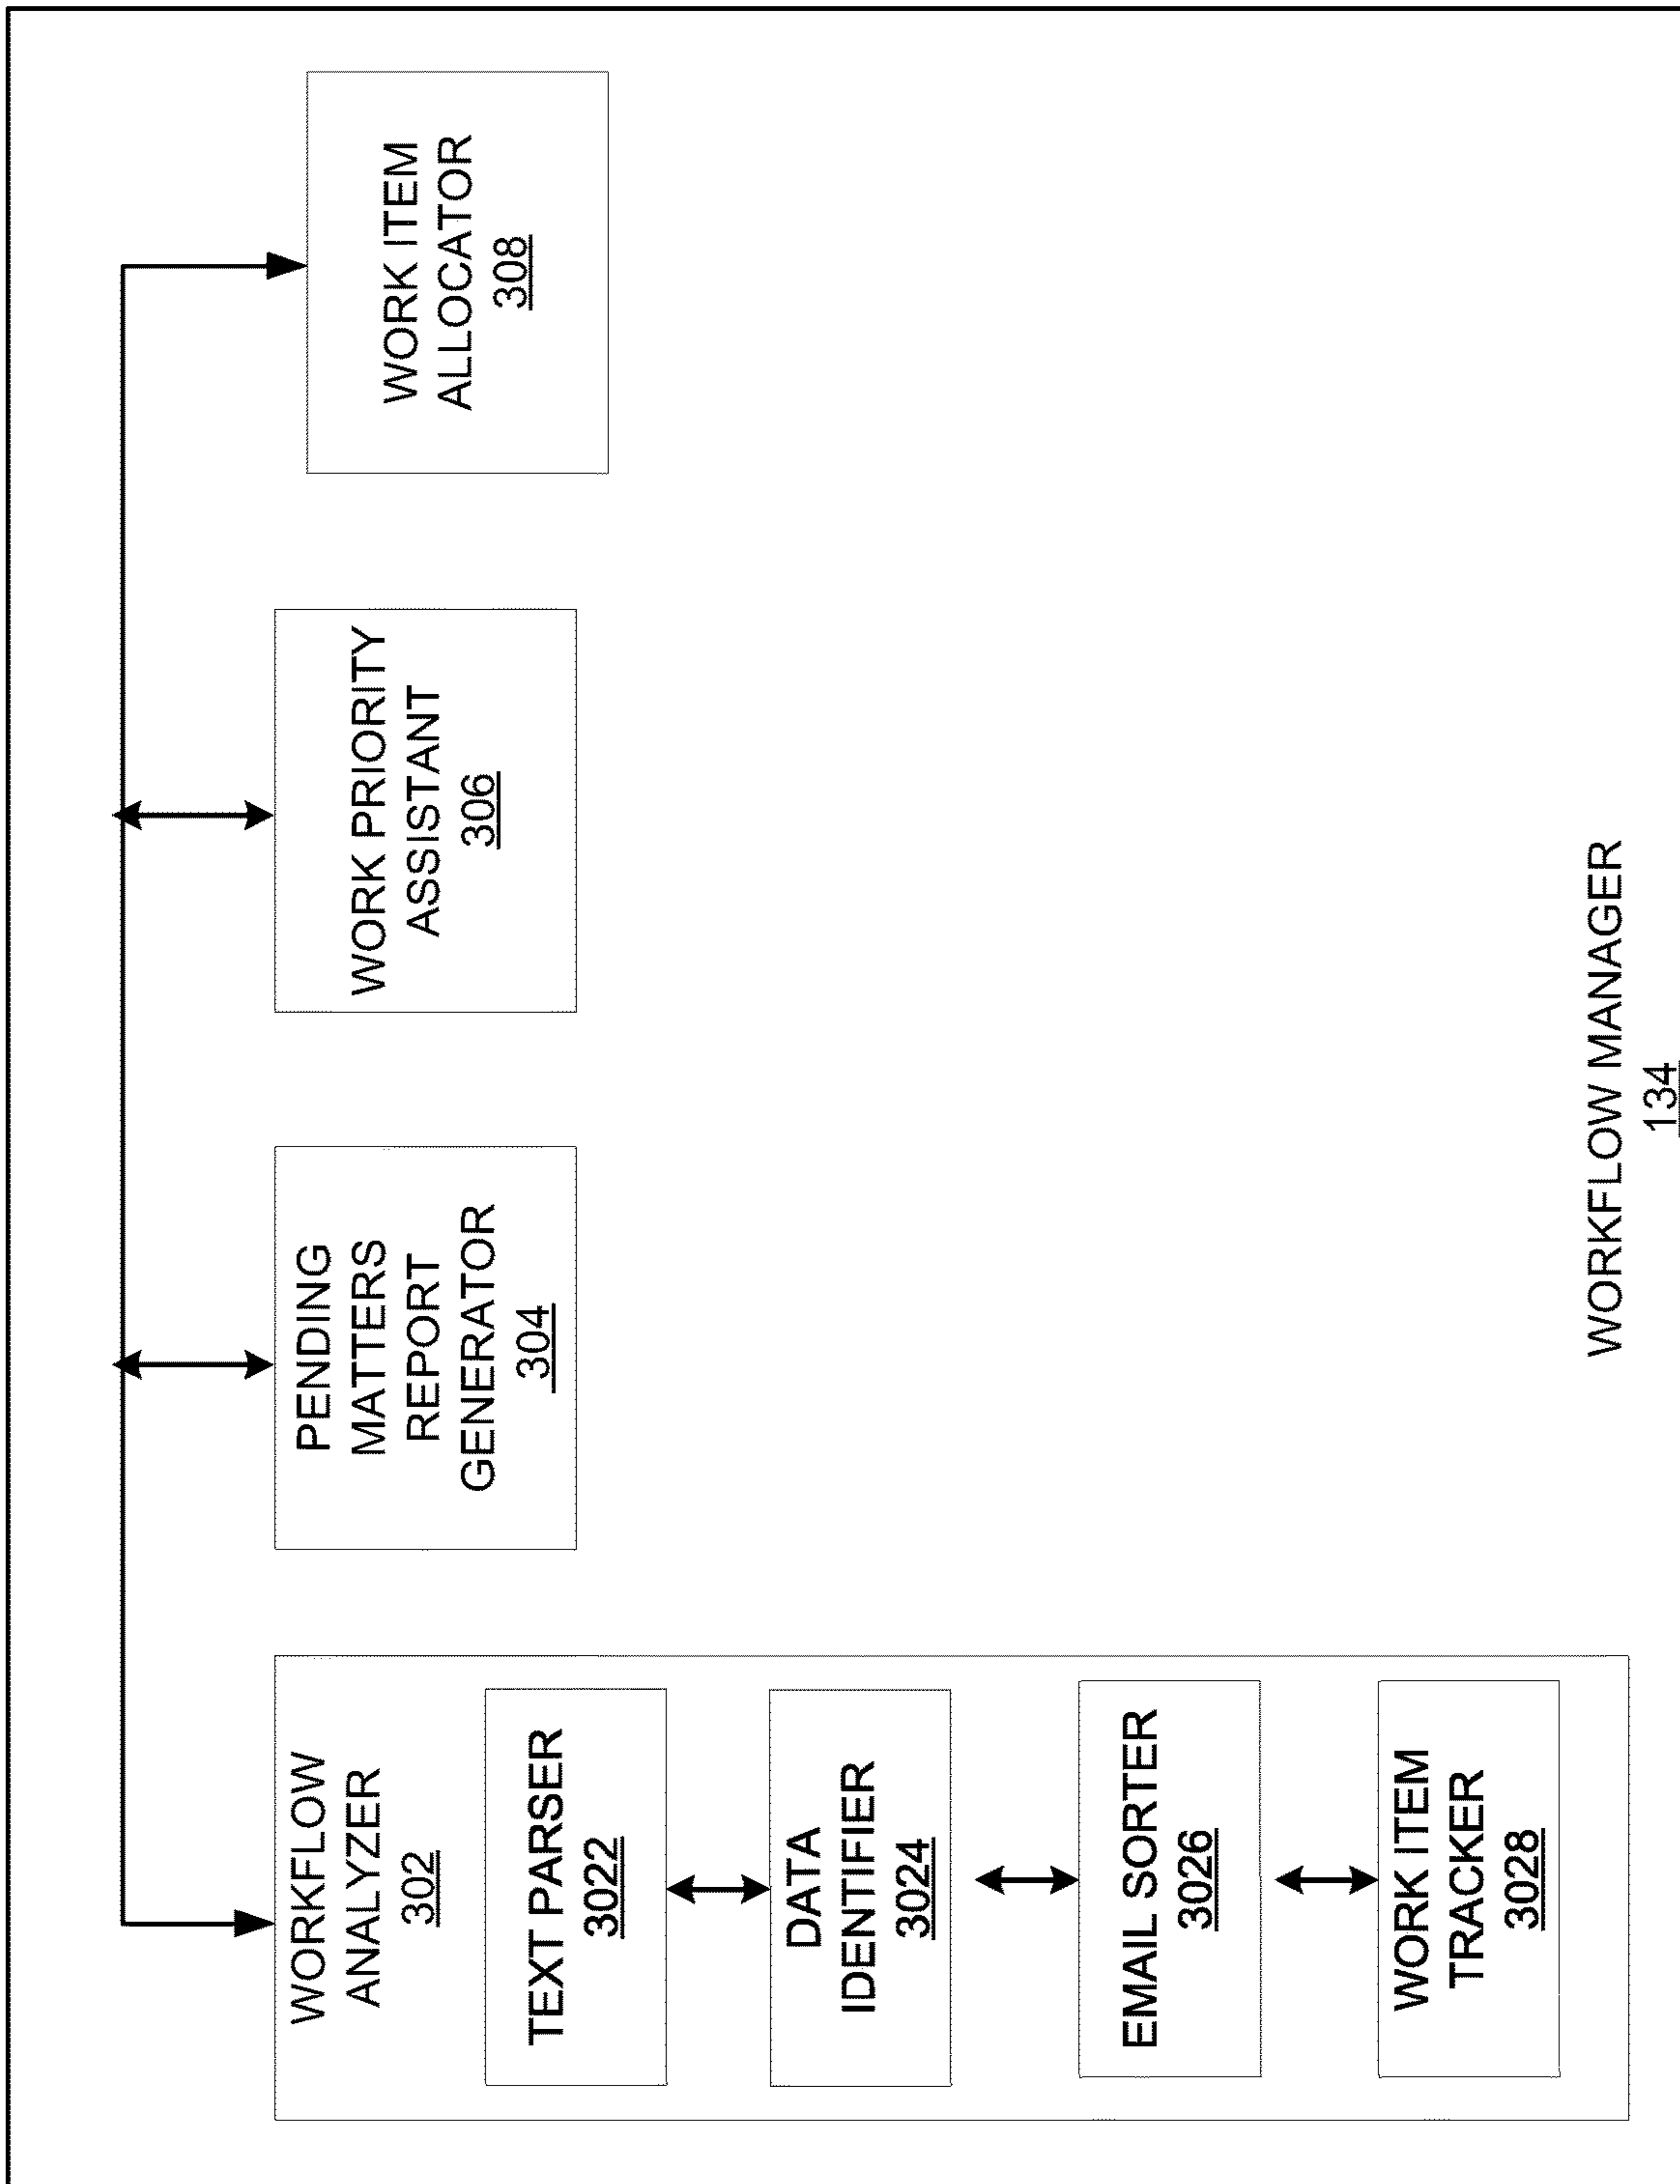 WORKFLOW
ANALYZER
302
TEXT PARSER
3022
DATA
IDENTIFIER
3024
EMAIL SORTER
3026
WORK ITEM
TRACKER
3028
PENDING
MATTERS
REPORT
GENERATOR
304
WORK PRIORITY
ASSISTANT
306
WORK ITEM
ALLOCATOR
308
WORKFLOW MANAGER
134